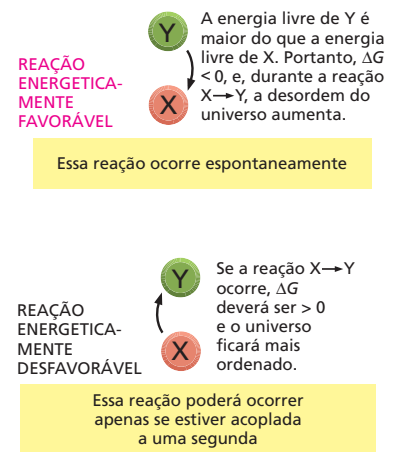 Y
A energia livre de Y é
maior do que a energia
livre de X. Portanto, ΔG
< 0, e, durante a reação
X→Y, a desordem do
universo aumenta.
REAÇÃO
ENERGETICA-
MENTE
FAVORÁVEL
X
Essa reação ocorre espontaneamente
Y
Se a reação X→Y
ocorre, ΔG
deverá ser > 0
e o universo
ficará mais
ordenado.
REAÇÃO
ENERGETICA-
MENTE
DESFAVORÁVEL
X
Essa reação poderá ocorrer
apenas se estiver acoplada
a uma segunda